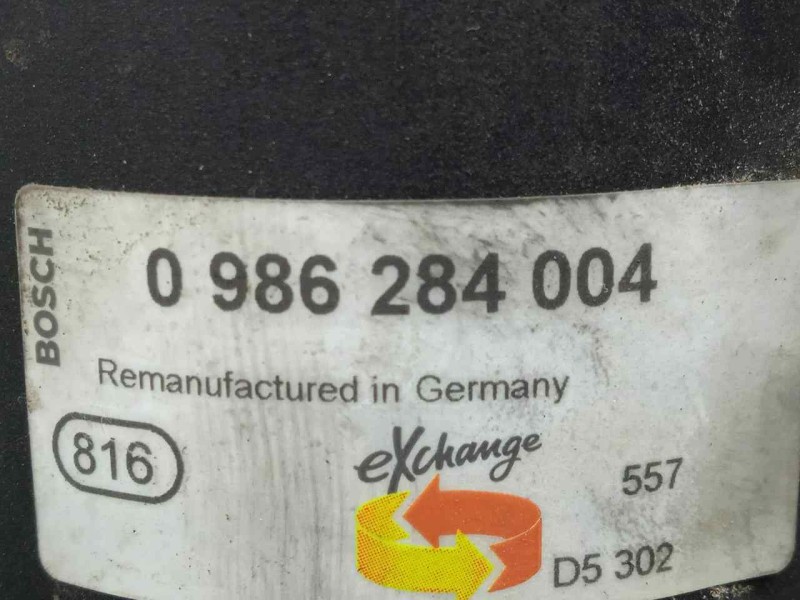 BOSCH
0 986 284 004
Remanufactured in Germany
816
eXchange
557
D5 302